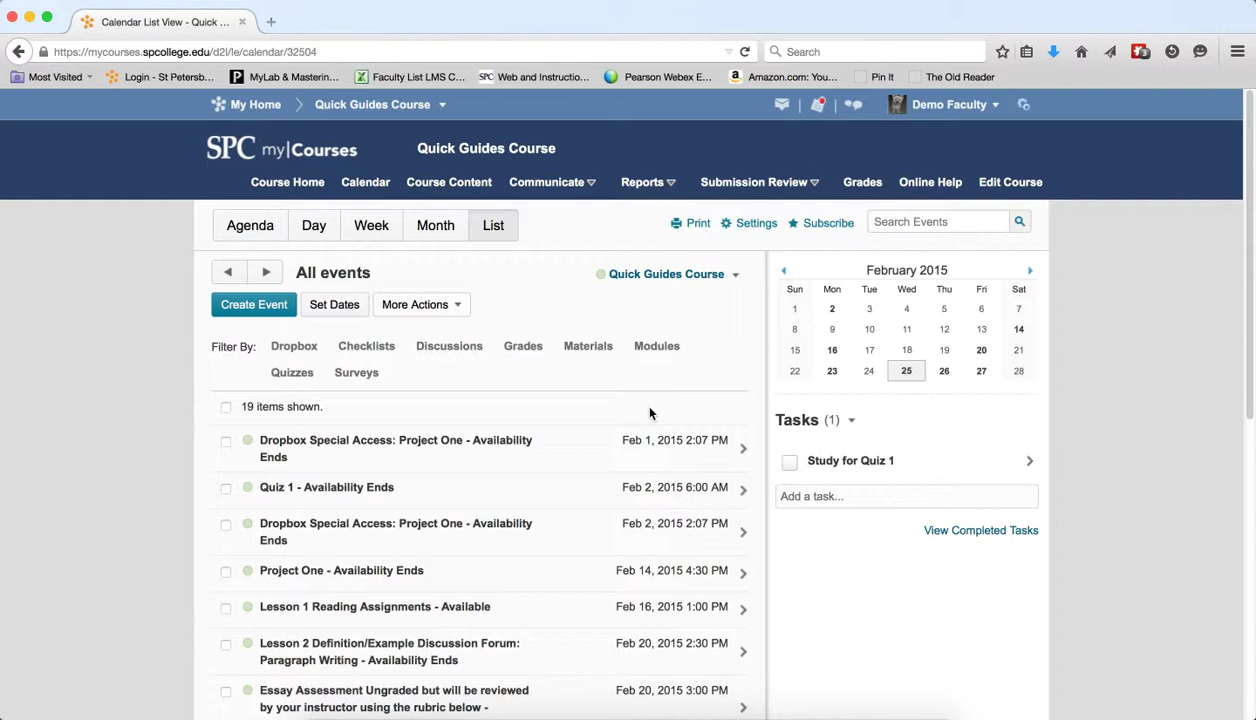 Calendar List View - Quick ...
https://mycourses.spcollege.edu/d2l/le/calendar/32504
Search
Most Visited
Login - St Petersb...
MyLab & Masterin...
Faculty List LMS C...
SPC Web and Instructio...
Pearson Webex E...
Amazon.com: You...
Pin It
The Old Reader
My Home
Quick Guides Course
Demo Faculty
SPC my|Courses
Quick Guides Course
Course Home
Calendar
Course Content
Communicate
Reports
Submission Review
Grades
Online Help
Edit Course
Agenda
Day
Week
Month
List
Print
Settings
Subscribe
Search Events
All events
Quick Guides Course
Create Event
Set Dates
More Actions
Filter By:
Dropbox
Checklists
Discussions
Grades
Materials
Modules
Quizzes
Surveys
19 items shown.
Dropbox Special Access: Project One - Availability
Ends
Feb 1, 2015 2:07 PM
Quiz 1 - Availability Ends
Feb 2, 2015 6:00 AM
Dropbox Special Access: Project One - Availability
Ends
Feb 2, 2015 2:07 PM
Project One - Availability Ends
Feb 14, 2015 4:30 PM
Lesson 1 Reading Assignments - Available
Feb 16, 2015 1:00 PM
Lesson 2 Definition/Example Discussion Forum:
Paragraph Writing - Availability Ends
Feb 20, 2015 2:30 PM
Essay Assessment Ungraded but will be reviewed
by your instructor using the rubric below -
Feb 20, 2015 3:00 PM
February 2015
Sun Mon Tue Wed Thu Fri Sat
1 2 3 4 5 6 7
8 9 10 11 12 13 14
15 16 17 18 19 20 21
22 23 24 25 26 27 28
Tasks (1)
Study for Quiz 1
Add a task...
View Completed Tasks